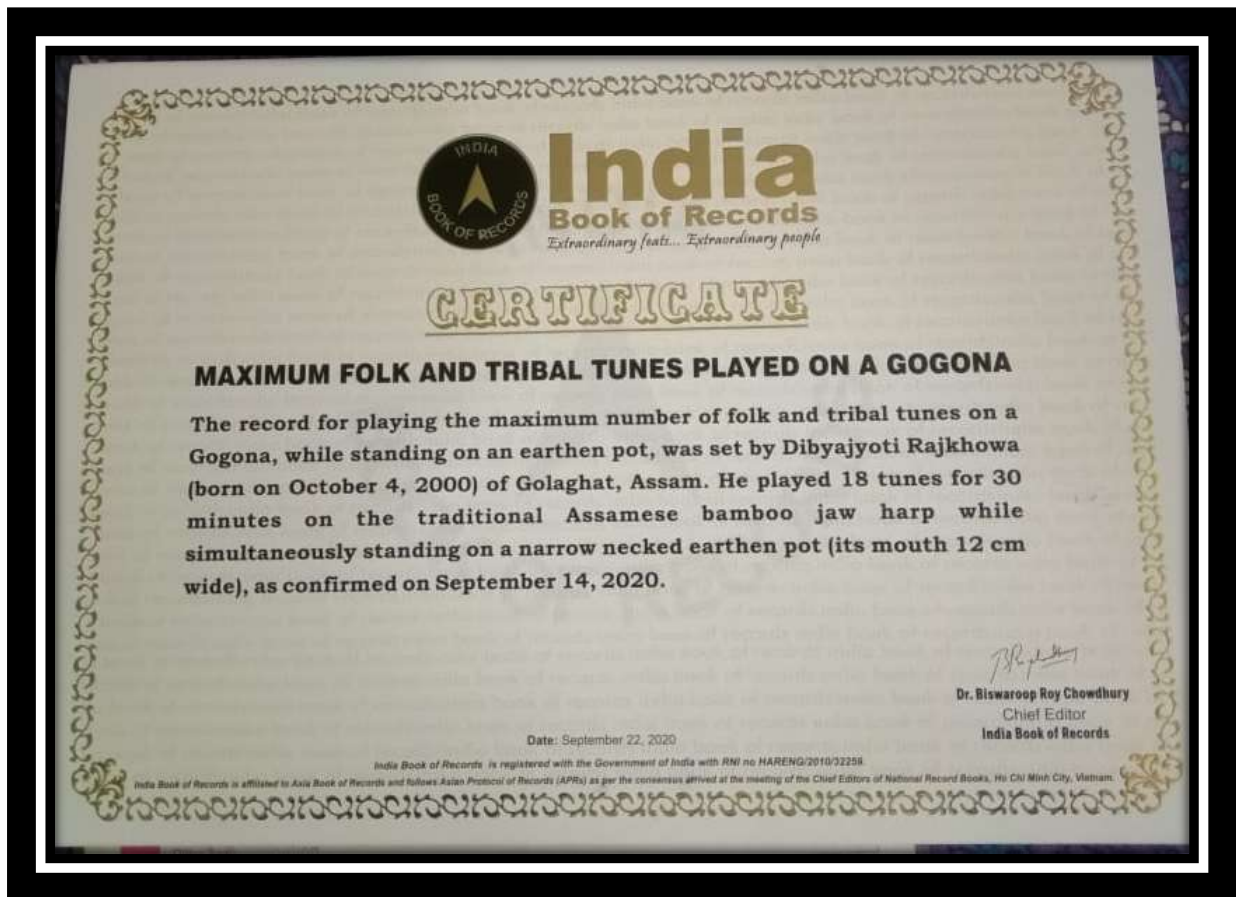 INDIA
BOOK OF RECORDS
India
Book of Records
Extraordinary feats... Extraordinary people
CERTIFICATE
MAXIMUM FOLK AND TRIBAL TUNES PLAYED ON A GOGONA
The record for playing the maximum number of folk and tribal tunes on a
Gogona, while standing on an earthen pot, was set by Dibyajyoti Rajkhowa
(born on October 4, 2000) of Golaghat, Assam. He played 18 tunes for 30
minutes on the traditional Assamese bamboo jaw harp while
simultaneously standing on a narrow necked earthen pot (its mouth 12 cm
wide), as confirmed on September 14, 2020.
Dr. Biswaroop Roy Chowdhury
Chief Editor
India Book of Records
Date: September 22, 2020
India Book of Records is registered with the Government of India with RNI no HARENG/2010/32259.
India Book of Records is affiliated to Asia Book of Records and follows Asian Protocol of Records (APRs) as per the consensus arrived at the meeting of the Chief Editors of National Record Books, Ho Chi Minh City, Vietnam.